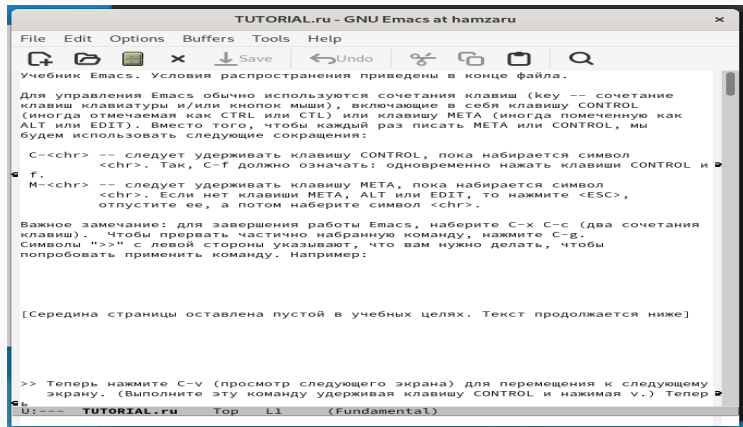 TUTORIAL.ru - GNU Emacs at hamzaru
File Edit Options Buffers Tools Help
Save Undo
Учебник Emacs. Условия распространения приведены в конце файла.
Для управления Emacs обычно используются сочетания клавиш (key -- сочетание
клавиш клавиатуры и/или кнопок мыши), включающие в себя клавишу CONTROL
(иногда отмечаемая как CTRL или CTL) или клавишу META (иногда помеченную как
ALT или EDIT). Вместо того, чтобы каждый раз писать META или CONTROL, мы
будем использовать следующие сокращения:
C-<chr> -- следует удерживать клавишу CONTROL, пока набирается символ
<chr>. Так, C-f должно означать: одновременно нажать клавиши CONTROL и
f.
M-<chr> -- следует удерживать клавишу META, пока набирается символ
<chr>. Если нет клавиши META, ALT или EDIT, то нажмите <ESC>,
отпустите ее, а потом наберите символ <chr>.
Важное замечание: для завершения работы Emacs, наберите C-x C-c (два сочетания
клавиш). Чтобы прервать частично набранную команду, нажмите C-g.
Символы ">>" с левой стороны указывают, что вам нужно делать, чтобы
попробовать применить команду. Например:
[Середина страницы оставлена пустой в учебных целях. Текст продолжается ниже]
>> Теперь нажмите C-v (просмотр следующего экрана) для перемещения к следующему
экрану. (Выполните эту команду удерживая клавишу CONTROL и нажимая v.) Тепер
ь
U:--- TUTORIAL.ru Top L1 (Fundamental)